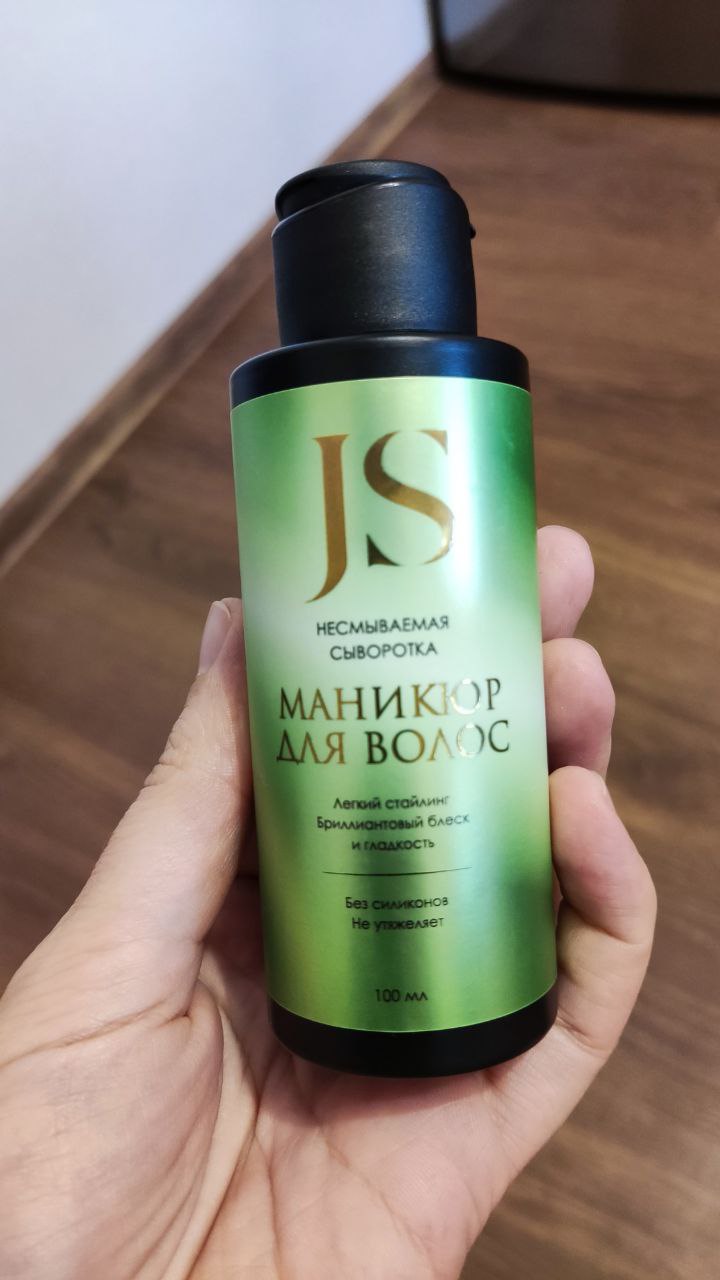 JS
НЕСМЫВАЕМАЯ
СЫВОРОТКА
МАНИКЮР
ДЛЯ ВОЛОС
Легкий стайлинг
Бриллиантовый блеск
и гладкость
Без силиконов
Не утяжеляет
100 мл